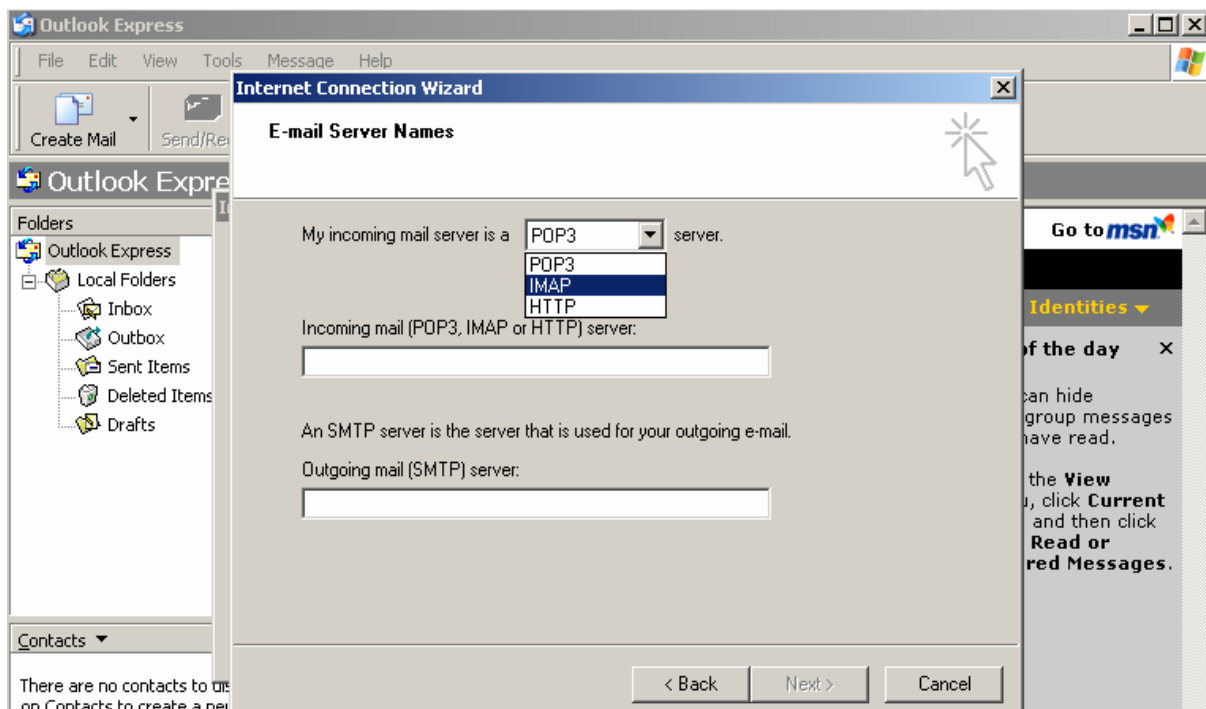 Outlook Express
File Edit View Tools Message Help
Create Mail
Send/Re
Outlook Expre
Folders
Outlook Express
Local Folders
Inbox
Outbox
Sent Items
Deleted Items
Drafts
Contacts
There are no contacts to
on Contacts to create a
Internet Connection Wizard
E-mail Server Names
My incoming mail server is a POP3 server.
POP3
IMAP
HTTP
Incoming mail (POP3, IMAP or HTTP) server:
An SMTP server is the server that is used for your outgoing e-mail.
Outgoing mail (SMTP) server:
< Back Next > Cancel
Go to msn
Identities
of the day
can hide
group messages
have read.
the View
, click Current
and then click
Read or
red Messages.